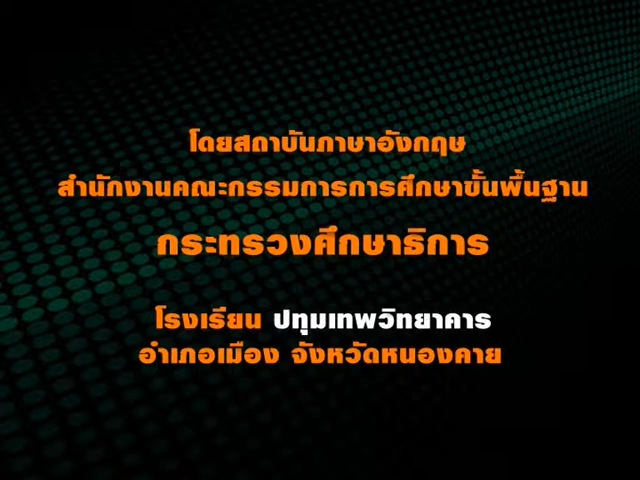 โดยสถาบันภาษาอังกฤษ
สำนักงานคณะกรรมการการศึกษาขั้นพื้นฐาน
กระทรวงศึกษาธิการ
โรงเรียน ปทุมเทพวิทยาคาร
อำเภอเมือง จังหวัดหนองคาย